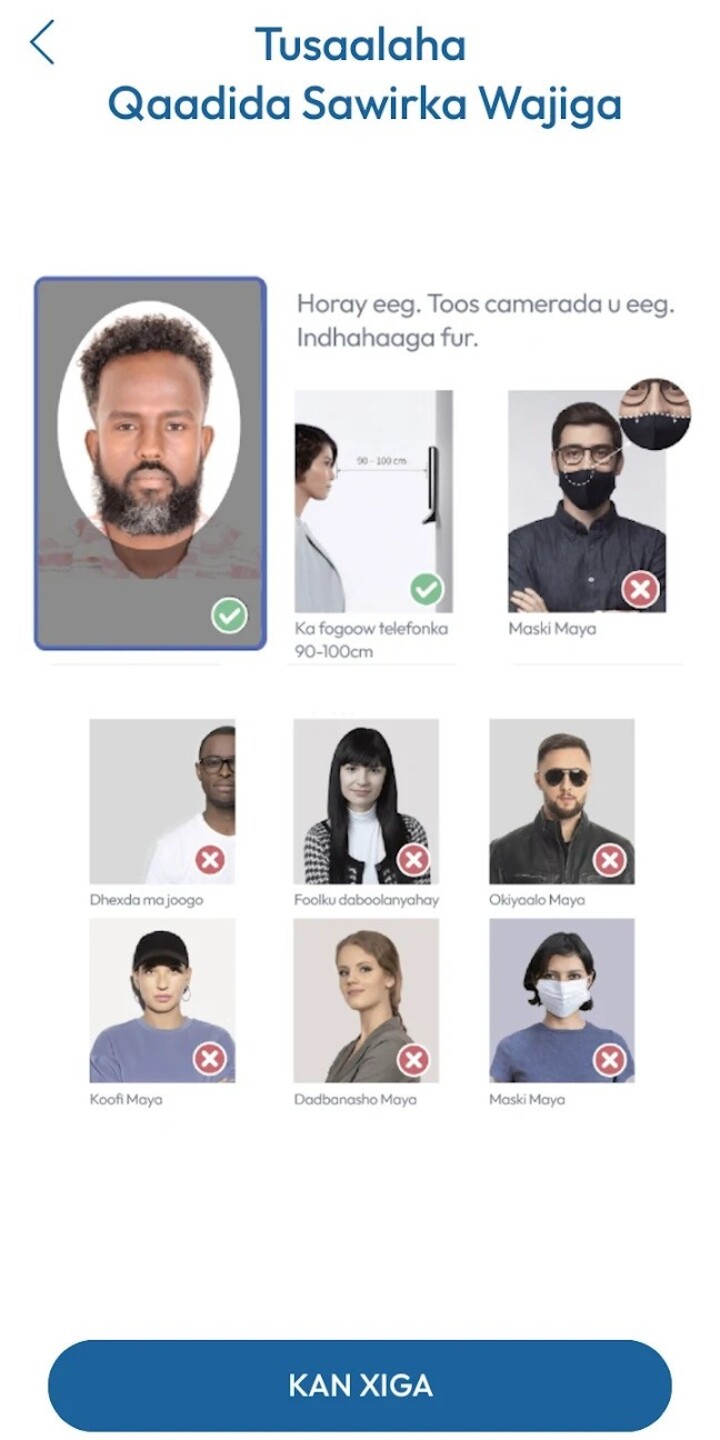 Tusaalaha
Qaadida Sawirka Wajiga
Horay eeg. Toos camerada u eeg.
Indhahaaga fur.
90 - 100 cm
Ka fogoow telefonka
90-100cm
Maski Maya
Dhexda ma joogo
Foolku daboolanyahay
Okiyaalo Maya
Koofi Maya
Dadbanasho Maya
Maski Maya
KAN XIGA